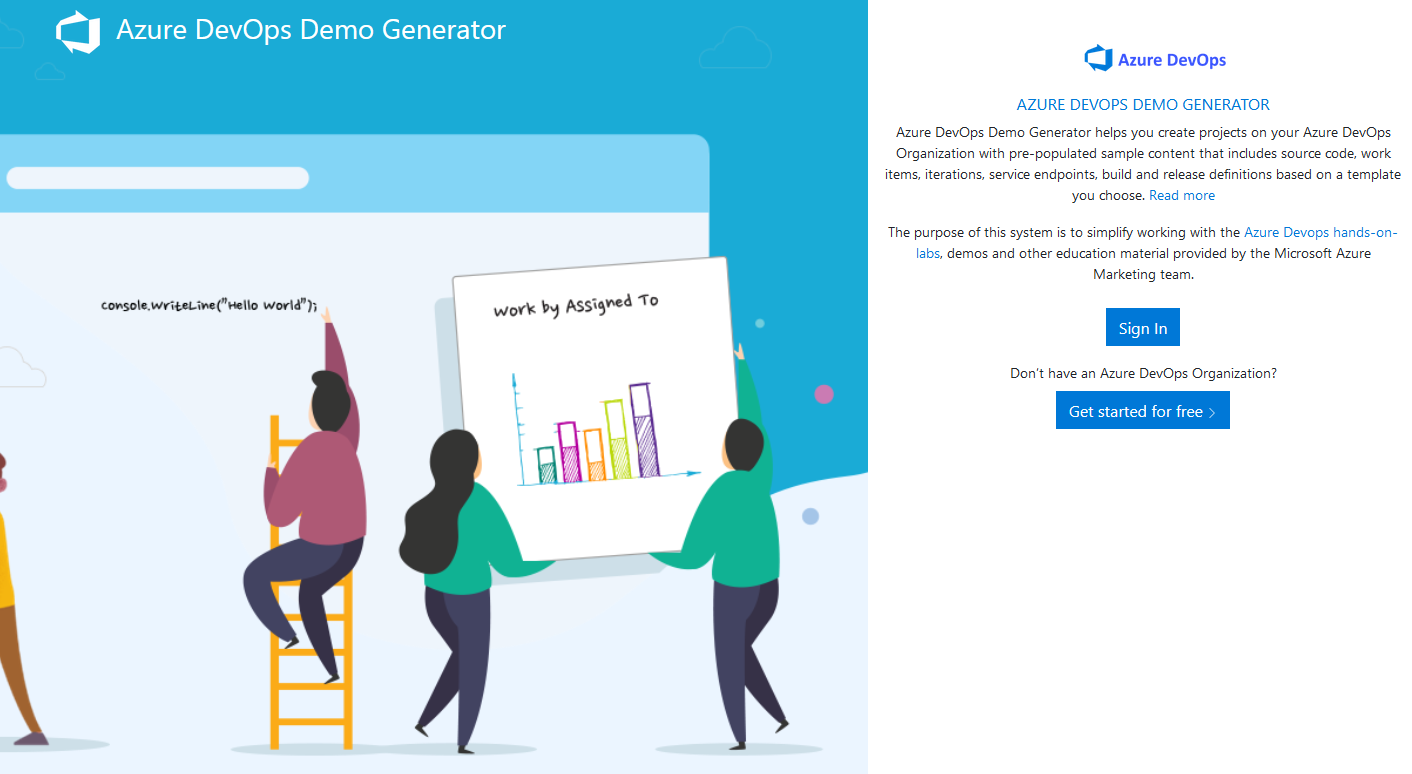 Azure DevOps Demo Generator
console.writeLine("Hello World");
Work by Assigned To
Azure DevOps
AZURE DEVOPS DEMO GENERATOR
Azure DevOps Demo Generator helps you create projects on your Azure DevOps
Organization with pre-populated sample content that includes source code, work
items, iterations, service endpoints, build and release definitions based on a template
you choose. Read more
The purpose of this system is to simplify working with the Azure Devops hands-on-
labs, demos and other education material provided by the Microsoft Azure
Marketing team.
Sign In
Don't have an Azure DevOps Organization?
Get started for free >